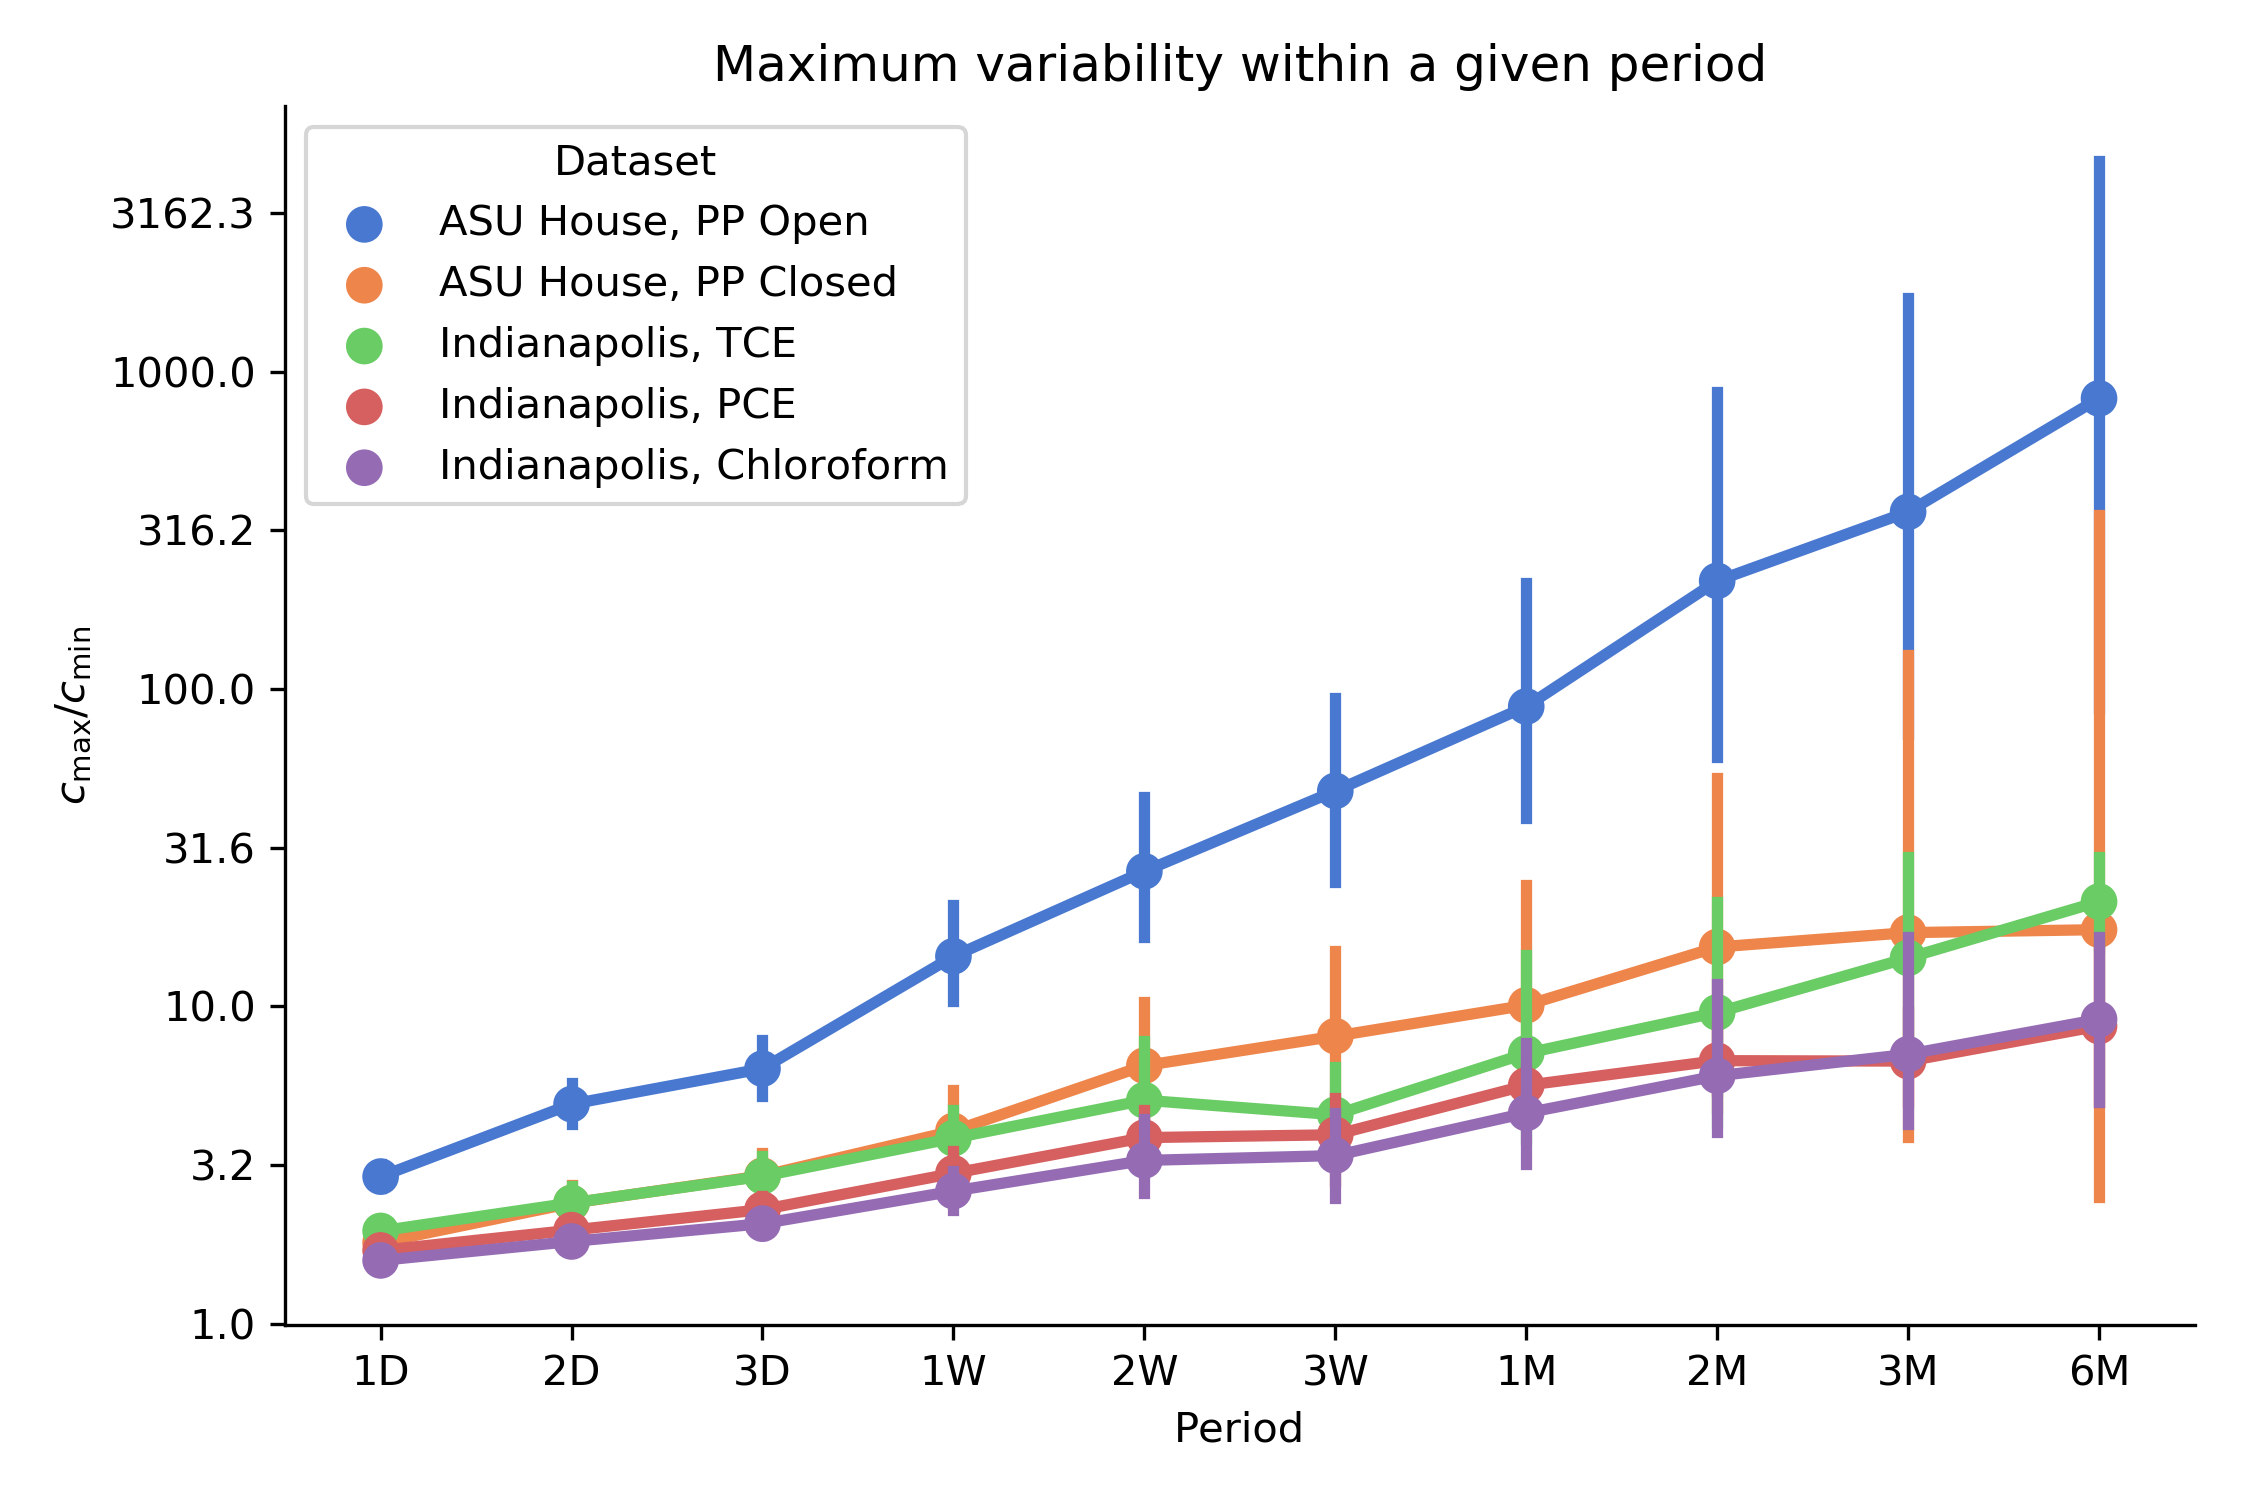 Maximum variability within a given period
Dataset
ASU House, PP Open
ASU House, PP Closed
Indianapolis, TCE
Indianapolis, PCE
Indianapolis, Chloroform
3162.3
1000.0
316.2
100.0
31.6
10.0
3.2
1.0
c_max/c_min
1D 2D 3D 1W 2W 3W 1M 2M 3M 6M
Period